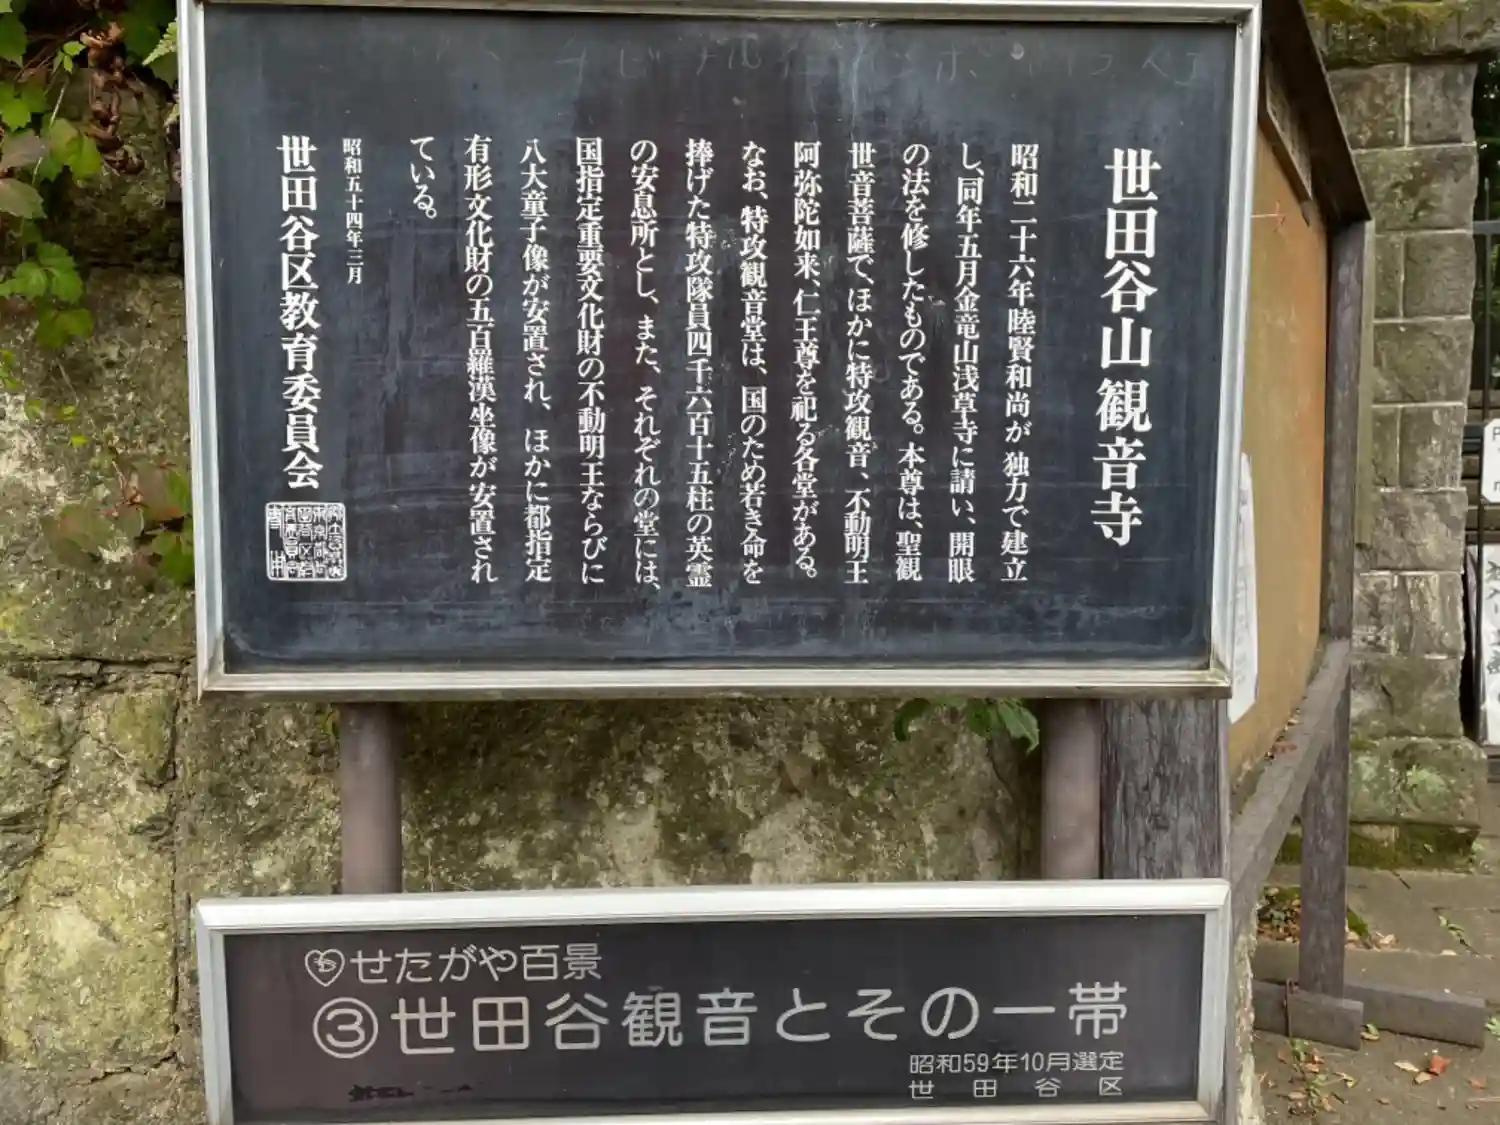 世田谷山観音寺
昭和二十六年陸賢和尚が独力で建立
し、同年五月金竜山浅草寺に請い、開眼
の法を修したものである。本尊は、聖観
世音菩薩で、ほかに特攻観音、不動明王
阿弥陀如来、仁王尊を祀る各堂がある。
なお、特攻観音堂は、国のため若き命を
捧げた特攻隊員四千六百十五柱の英霊
の安息所とし、また、それぞれの堂には、
国指定重要文化財の不動明王ならびに
八大童子像が安置され、ほかに都指定
有形文化財の五百羅漢坐像が安置され
ている。
昭和五十四年三月
世田谷区教育委員会
せたがや百景
③世田谷観音とその一帯
昭和59年10月選定
世田谷区